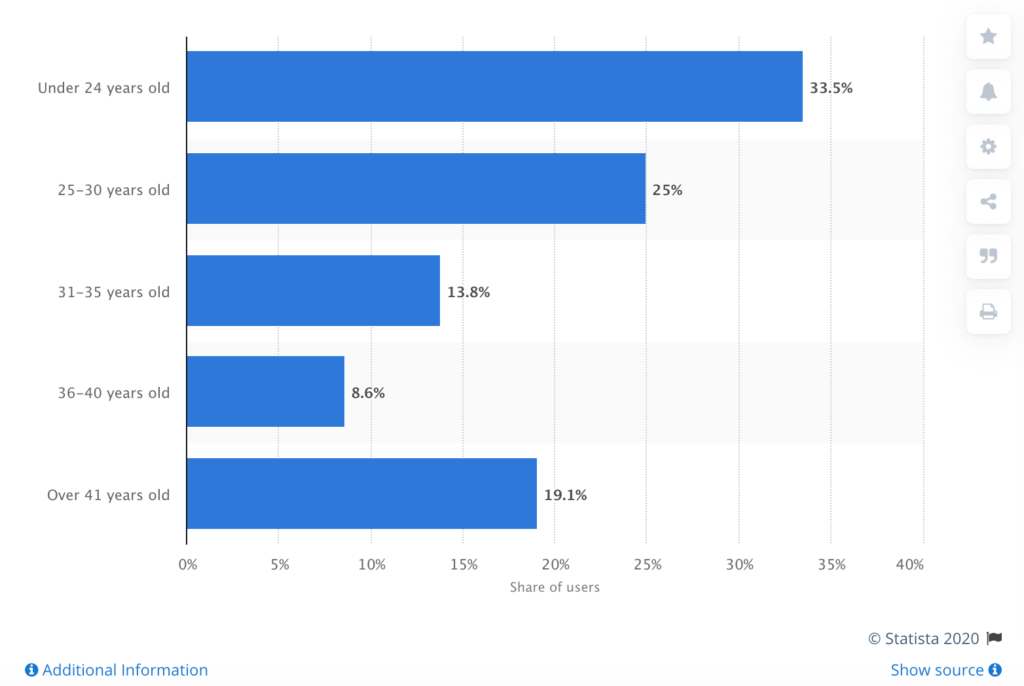 Under 24 years old
33.5%
25–30 years old
25%
31–35 years old
13.8%
36–40 years old
8.6%
Over 41 years old
19.1%
0% 5% 10% 15% 20% 25% 30% 35% 40%
Share of users
© Statista 2020
Additional Information
Show source